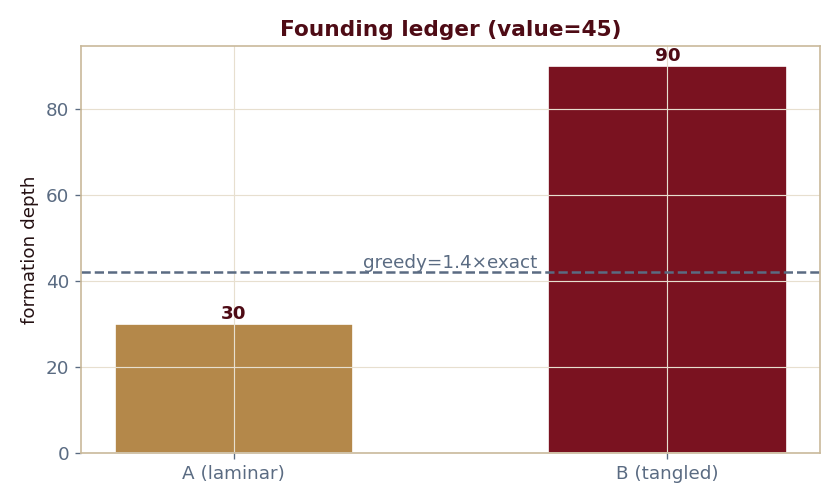 Founding ledger (value=45)
formation depth
80
60
40
20
0
90
greedy=1.4×exact
30
A (laminar)
B (tangled)